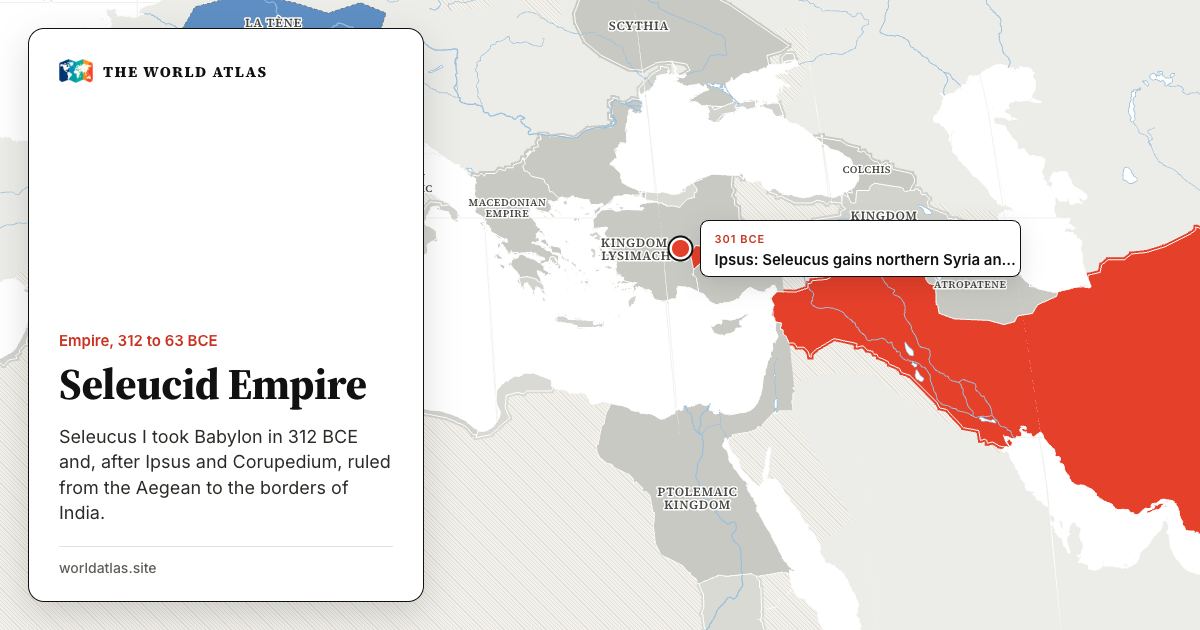 LA TÈNE
SCYTHIA
THE WORLD ATLAS
COLCHIS
IC
MACEDONIAN
EMPIRE
KINGDOM
KINGDOM
LYSIMACH
301 BCE
Ipsus: Seleucus gains northern Syria an...
ATROPATENE
Empire, 312 to 63 BCE
Seleucid Empire
Seleucus I took Babylon in 312 BCE
and, after Ipsus and Corupedium, ruled
from the Aegean to the borders of
India.
PTOLEMAIC
KINGDOM
worldatlas.site